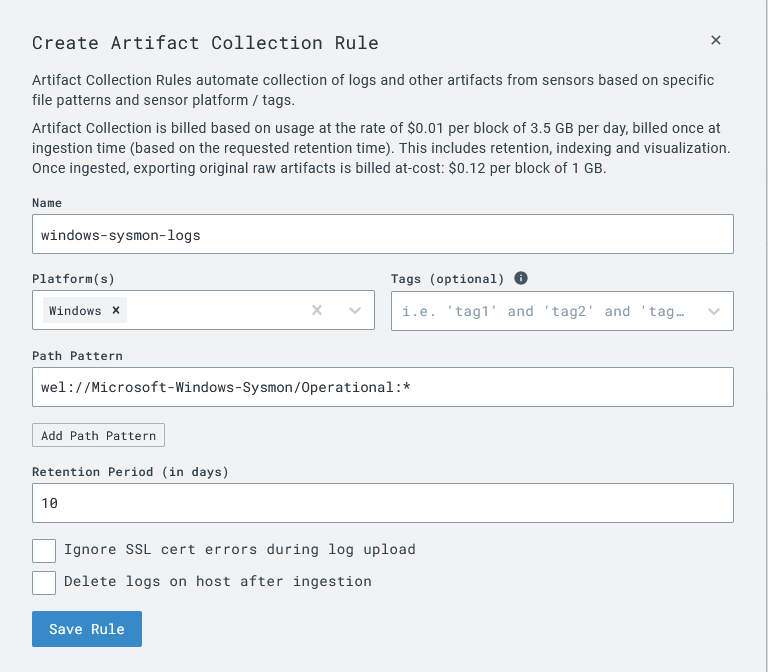 Create Artifact Collection Rule
Artifact Collection Rules automate collection of logs and other artifacts from sensors based on specific
file patterns and sensor platform / tags.
Artifact Collection is billed based on usage at the rate of $0.01 per block of 3.5 GB per day, billed once at
ingestion time (based on the requested retention time). This includes retention, indexing and visualization.
Once ingested, exporting original raw artifacts is billed at-cost: $0.12 per block of 1 GB.
Name
windows-sysmon-logs
Platform(s)
Tags (optional)
Windows
i.e. 'tag1' and 'tag2' and 'tag…
Path Pattern
wel://Microsoft-Windows-Sysmon/Operational:*
Add Path Pattern
Retention Period (in days)
10
Ignore SSL cert errors during log upload
Delete logs on host after ingestion
Save Rule